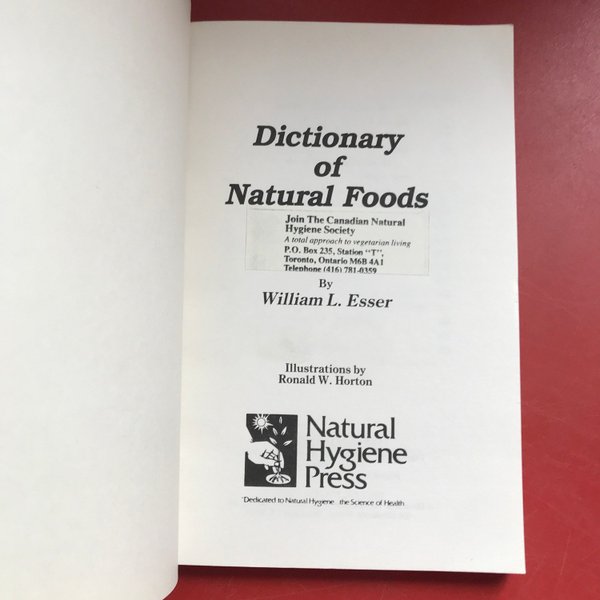 Dictionary
of
Natural Foods
Join The Canadian Natural
Hygiene Society
A total approach to vegetarian living
P.O. Box 235, Station "T",
Toronto, Ontario M6B 4A1
Telephone (416) 781-0359
By
William L. Esser
Illustrations by
Ronald W. Horton
Natural
Hygiene
Press
"Dedicated to Natural Hygiene... the Science of Health